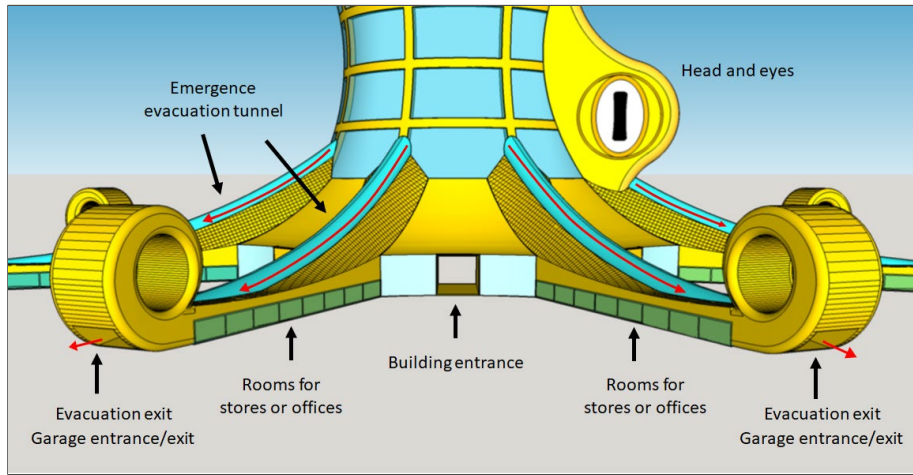 Emergence
evacuation tunnel
Head and eyes
Building entrance
Rooms for
stores or offices
Rooms for
stores or offices
Evacuation exit
Garage entrance/exit
Evacuation exit
Garage entrance/exit